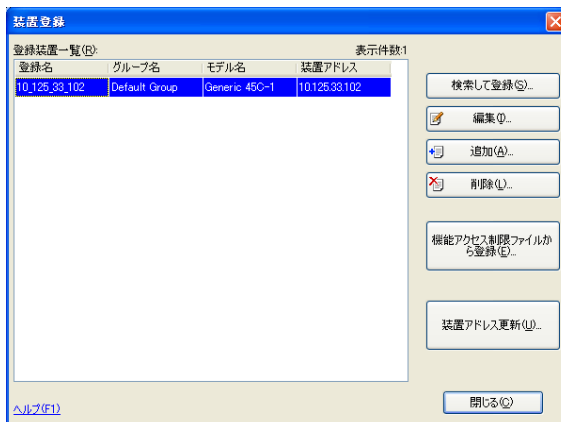 装置登録
登録装置一覧(R):
表示件数:1
登録名 グループ名 モデル名 装置アドレス
10_125_33_102 Default Group Generic 45C-1 10.125.33.102
検索して登録(S)...
編集(I)...
追加(A)...
削除(L)...
機能アクセス制限ファイルか
ら登録(E)...
装置アドレス更新(U)...
閉じる(C)
ヘルプ(F1)